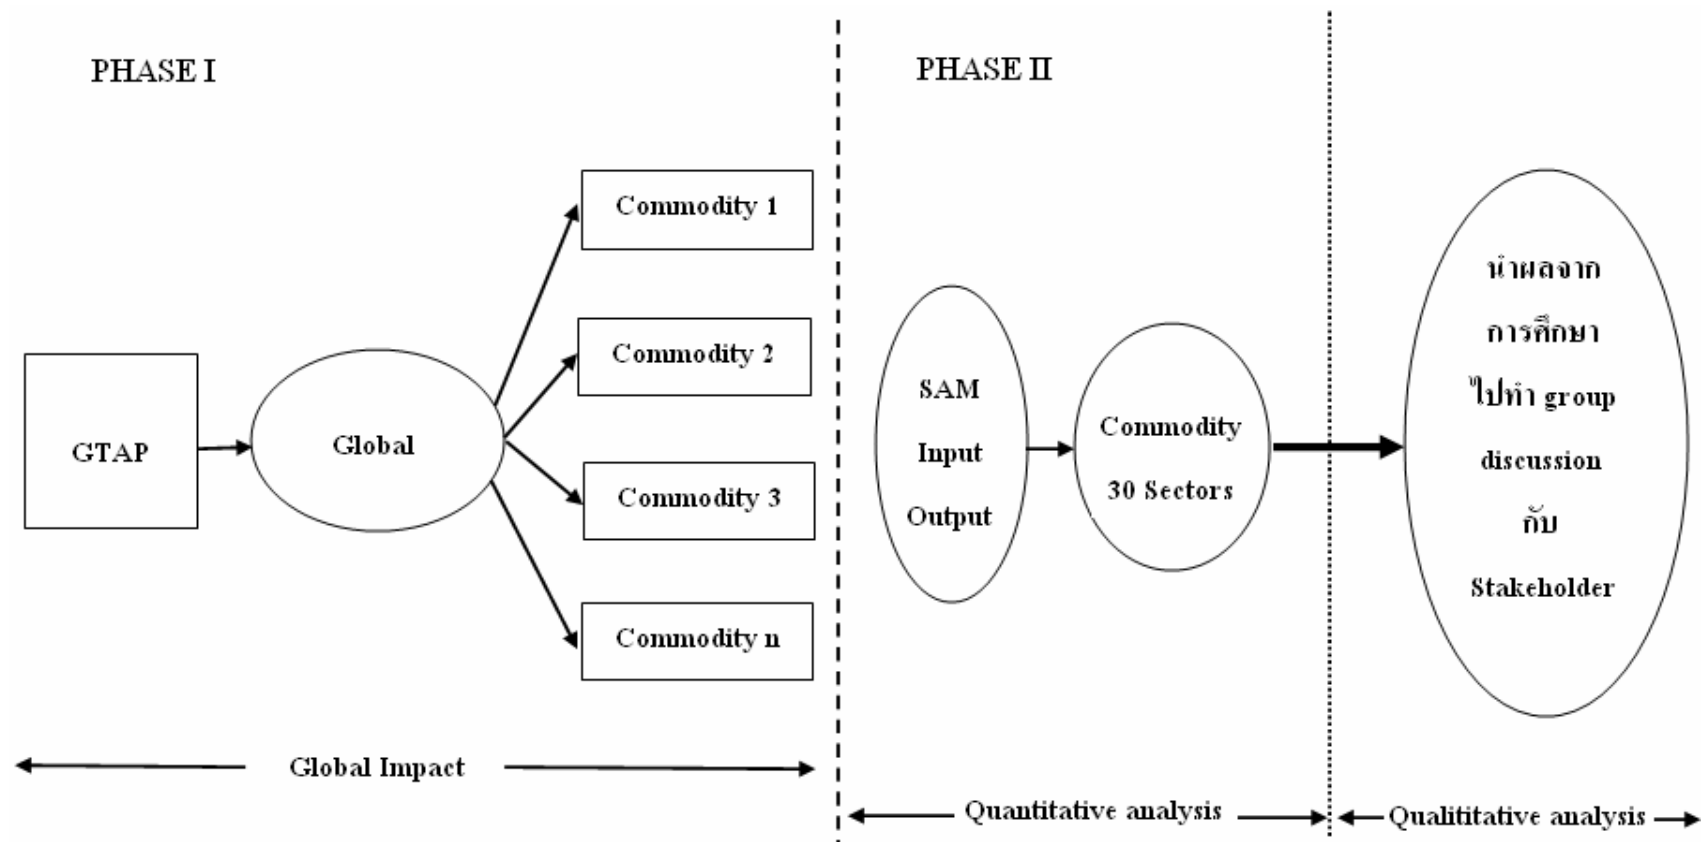 PHASE I
GTAP
Global
Commodity 1
Commodity 2
Commodity 3
Commodity n
Global Impact
PHASE II
SAM
Input
Output
Commodity
30 Sectors
นำผลจาก
การศึกษา
ไปทำ group
discussion
กับ
Stakeholder
Quantitative analysis
Qualititative analysis